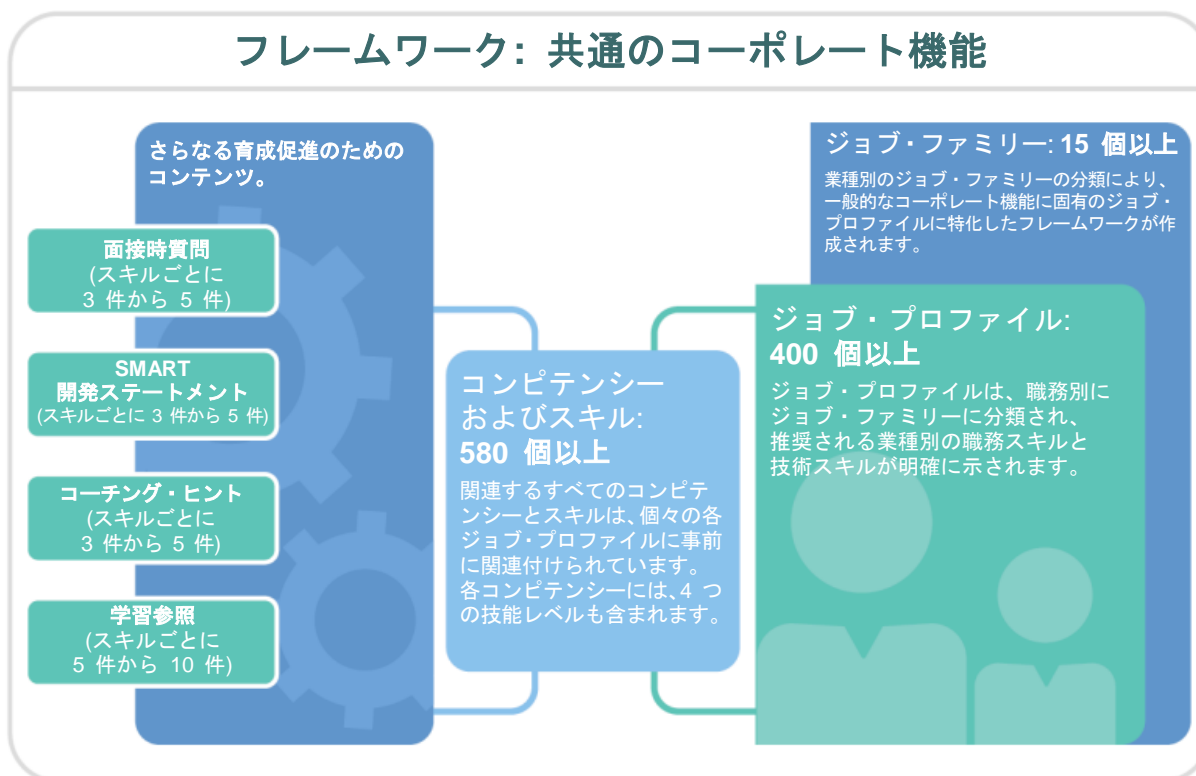 フレームワーク: 共通のコーポレート機能
さらなる育成促進のための
コンテンツ。
面接時質問
(スキルごとに
3 件から 5 件)
SMART
開発ステートメント
(スキルごとに 3 件から 5 件)
コーチング・ヒント
(スキルごとに
3 件から 5 件)
学習参照
(スキルごとに
5 件から 10 件)
コンピテンシー
およびスキル:
580 個以上
関連するすべてのコンピテ
ンシーとスキルは、個々の各
ジョブ・プロファイルに事前
に関連付けられています。
各コンピテンシーには、4 つ
の技能レベルも含まれます。
ジョブ・ファミリー: 15 個以上
業種別のジョブ・ファミリーの分類により、
一般的なコーポレート機能に固有のジョブ・
プロファイルに特化したフレームワークが作
成されます。
ジョブ・プロファイル:
400 個以上
ジョブ・プロファイルは、職務別に
ジョブ・ファミリーに分類され、
推奨される業種別の職務スキルと
技術スキルが明確に示されます。